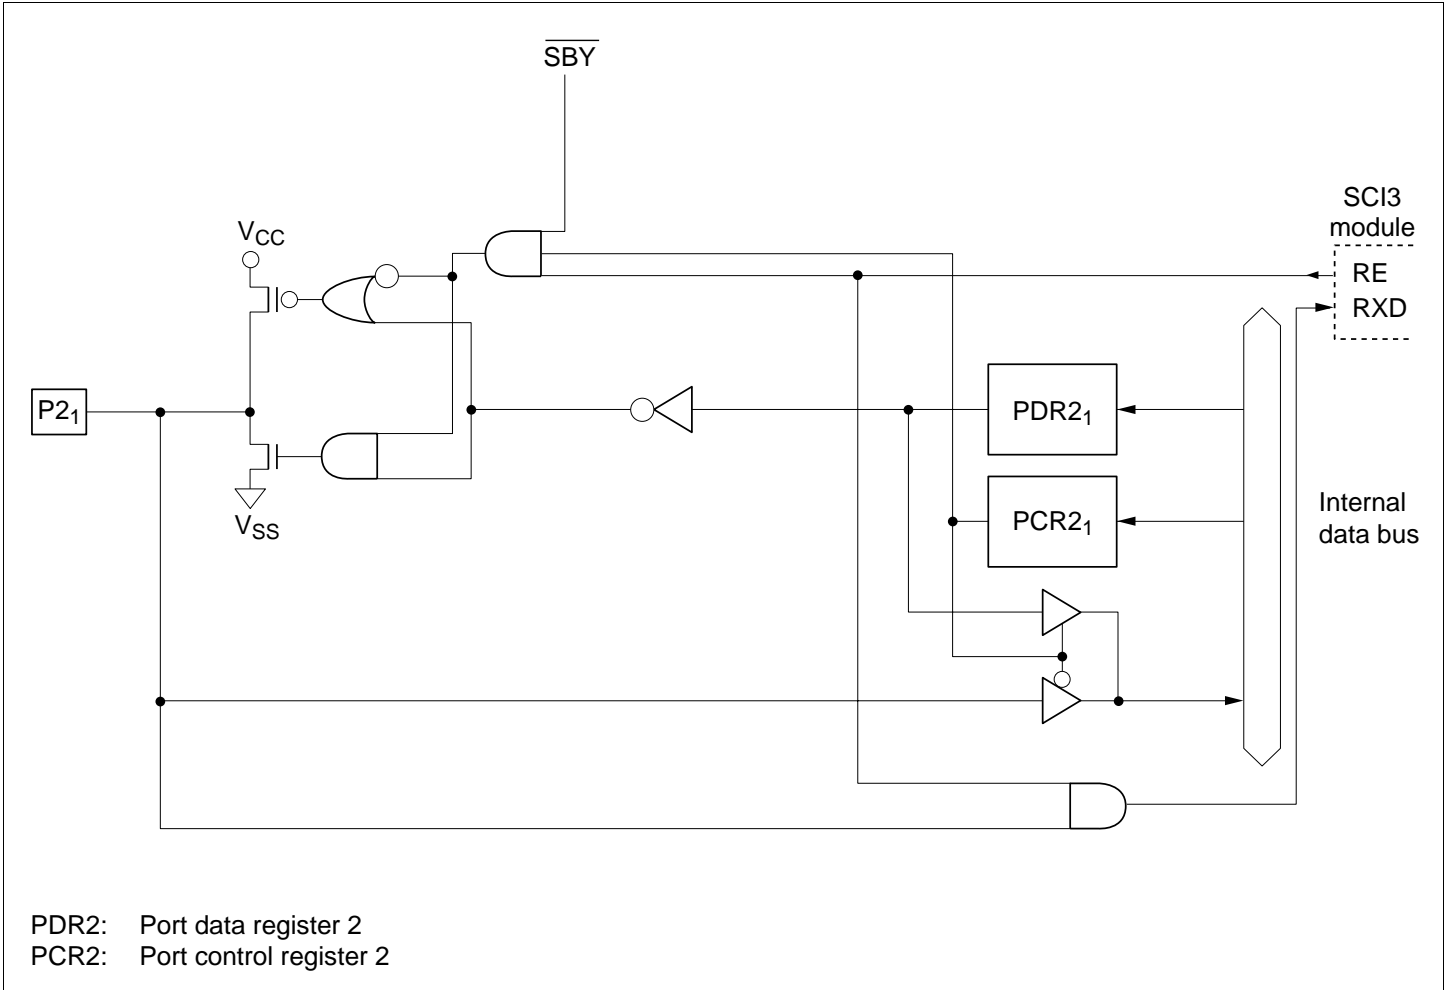 SBY
SCI3
module
VCC
RE
RXD
P21
PDR21
PCR21
Internal
data bus
VSS
PDR2: Port data register 2
PCR2: Port control register 2